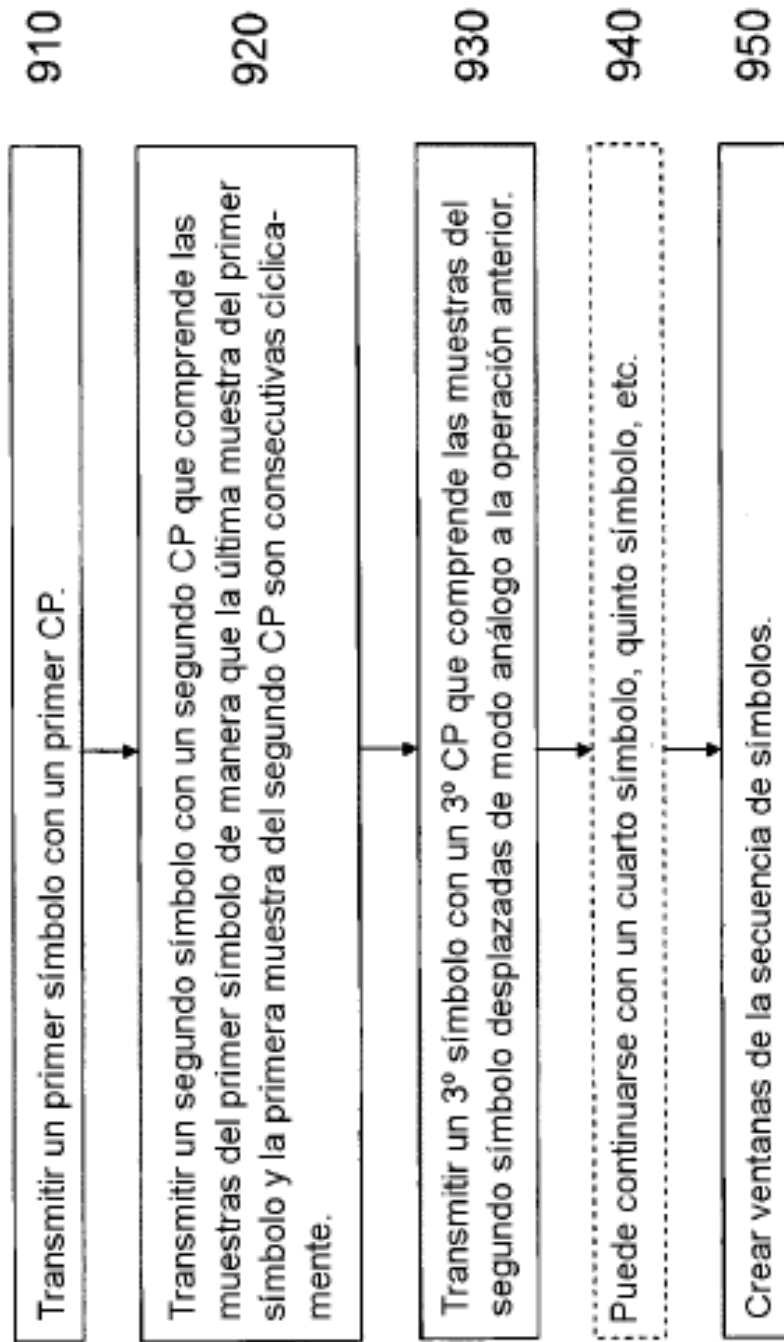 Transmitir un primer símbolo con un primer CP.
910
Transmitir un segundo símbolo con un segundo CP que comprende las
muestras del primer símbolo de manera que la última muestra del primer
símbolo y la primera muestra del segundo CP son consecutivas cíclica-
mente.
920
Transmitir un 3º símbolo con un 3º CP que comprende las muestras del
segundo símbolo desplazadas de modo análogo a la operación anterior.
930
Puede continuarse con un cuarto símbolo, quinto símbolo, etc.
940
Crear ventanas de la secuencia de símbolos.
950